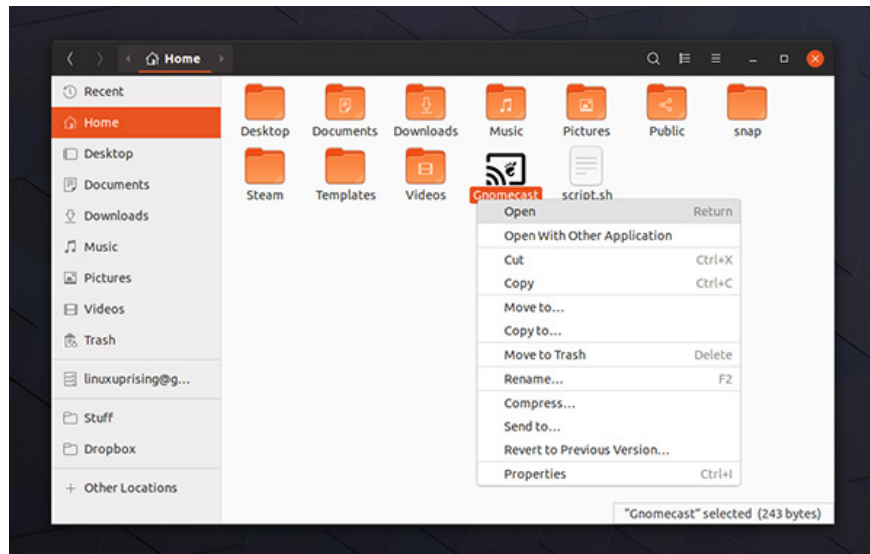 Home
Recent
Home
Desktop
Documents
Downloads
Music
Pictures
Videos
Trash
linuxuprising@g...
Stuff
Dropbox
+ Other Locations
Desktop Documents Downloads Music Pictures Public snap
Steam Templates Videos Gnomecast script.sh
Open Return
Open With Other Application
Cut Ctrl+X
Copy Ctrl+C
Move to...
Copy to...
Move to Trash Delete
Rename... F2
Compress...
Send to...
Revert to Previous Version...
Properties Ctrl+I
"Gnomecast" selected (243 bytes)